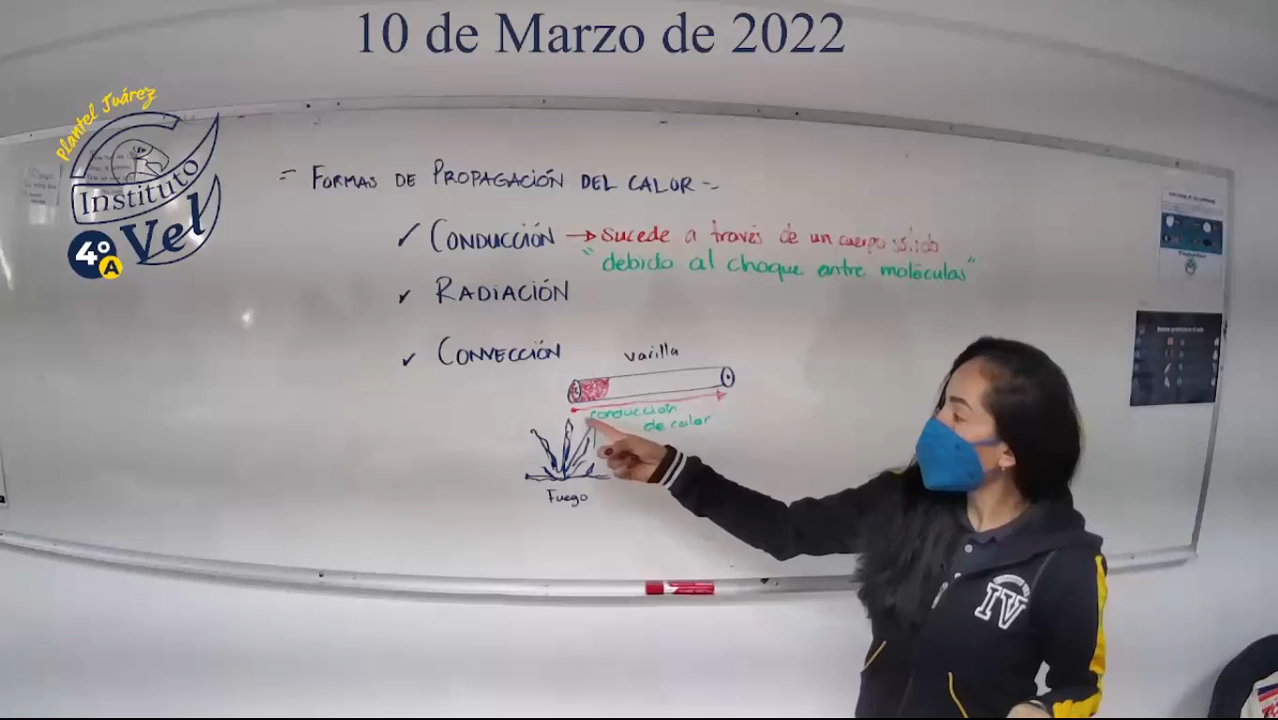 10 de Marzo de 2022
Plantel Juárez
Instituto
Vel
4º
A
= FORMAS DE PROPAGACIÓN DEL CALOR =
✓ CONDUCCIÓN → Sucede a través de un cuerpo sólido
"debido al choque entre moléculas"
✓ RADIACIÓN
✓ CONVECCIÓN
varilla
conducción
de calor
Fuego
IV